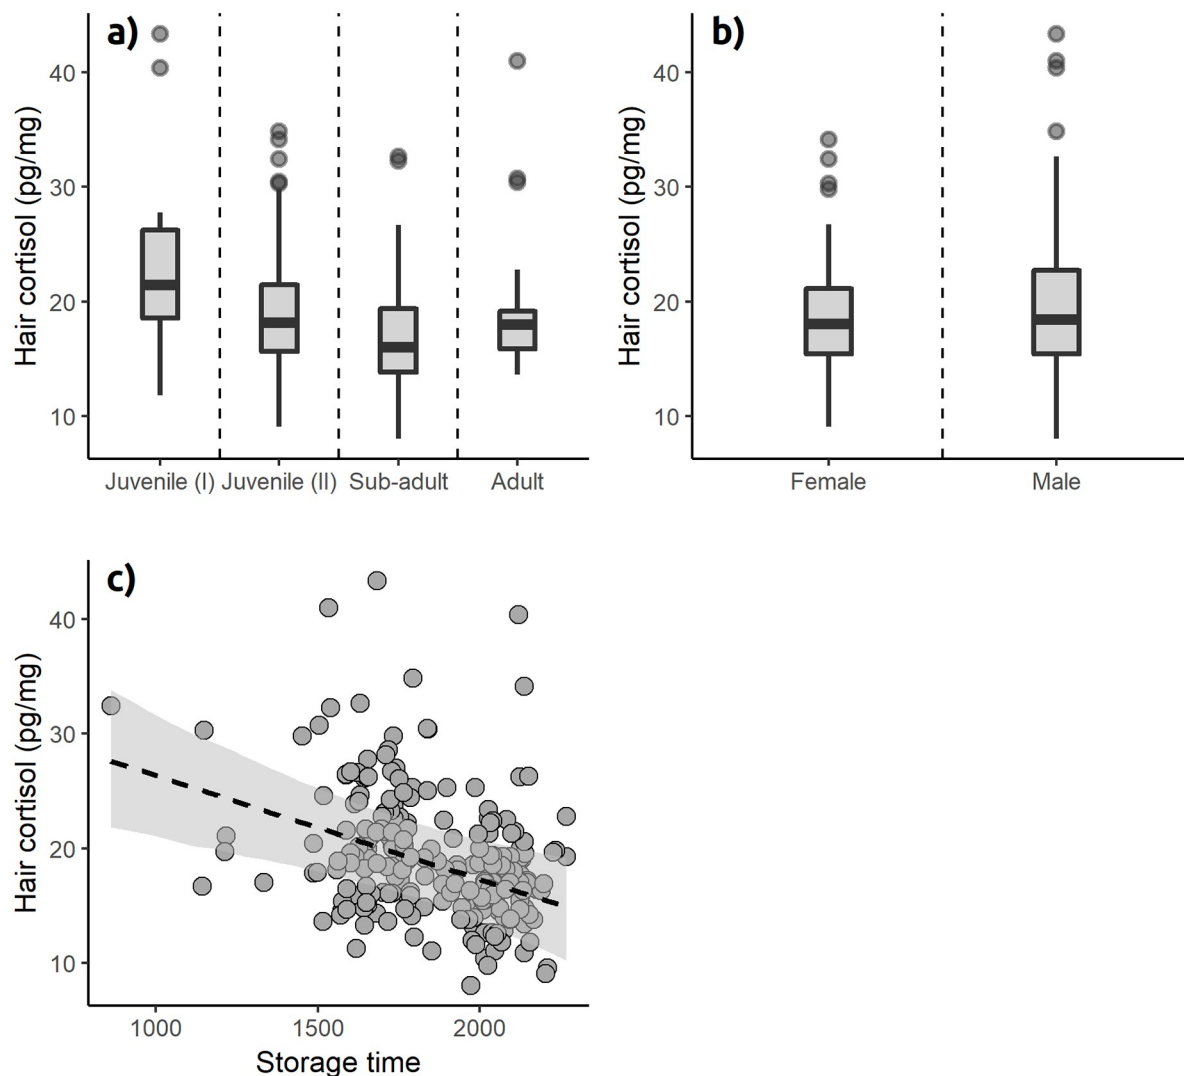 a)
Hair cortisol (pg/mg)
40
30
20
10
Juvenile (I) Juvenile (II) Sub-adult Adult
b)
Hair cortisol (pg/mg)
40
30
20
10
Female Male
c)
Hair cortisol (pg/mg)
40
30
20
10
1000 1500 2000
Storage time